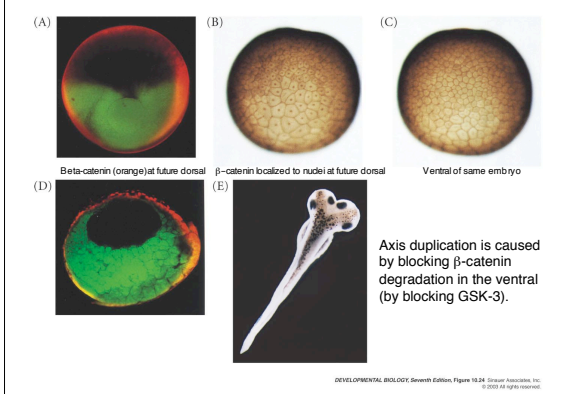 (A)
(B)
(C)
Beta-catenin (orange)at future dorsal
β-catenin localized to nuclei at future dorsal
Ventral of same embryo
(D)
(E)
Axis duplication is caused
by blocking β-catenin
degradation in the ventral
(by blocking GSK-3).
DEVELOPMENTAL BIOLOGY, Seventh Edition, Figure 10.24 Sinauer Associates, Inc.
© 2003 All rights reserved.